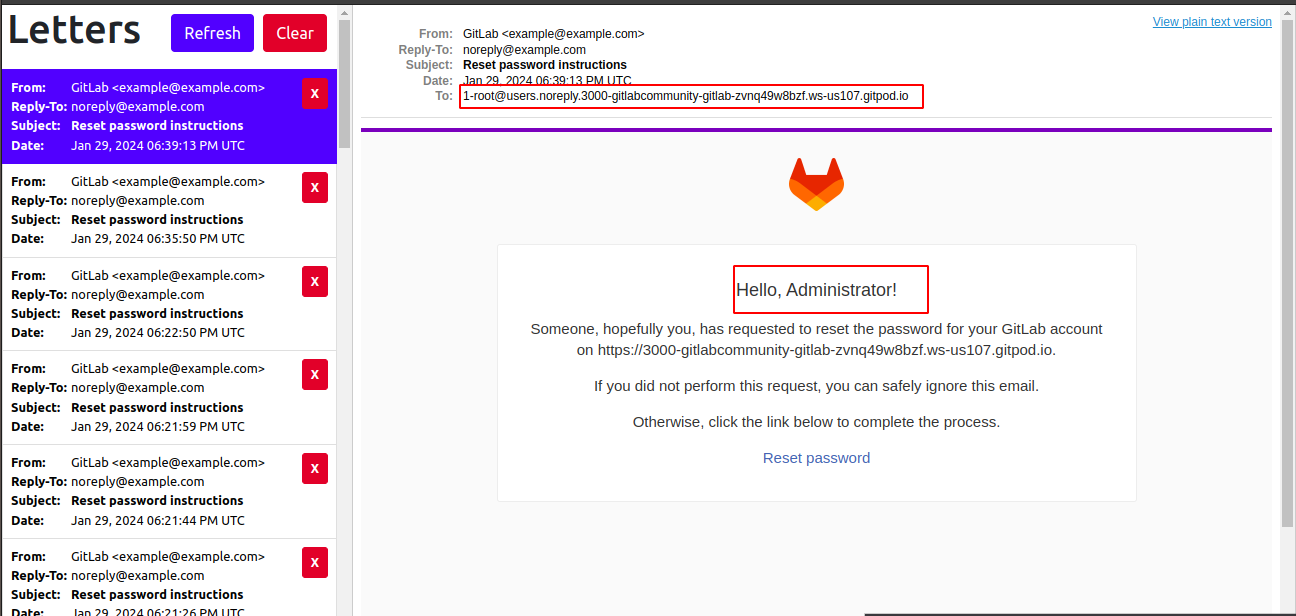 Letters
Refresh
Clear
From: GitLab <example@example.com>
X
Reply-To: noreply@example.com
Subject: Reset password instructions
Date: Jan 29, 2024 06:39:13 PM UTC
From: GitLab <example@example.com>
X
Reply-To: noreply@example.com
Subject: Reset password instructions
Date: Jan 29, 2024 06:35:50 PM UTC
From: GitLab <example@example.com>
X
Reply-To: noreply@example.com
Subject: Reset password instructions
Date: Jan 29, 2024 06:22:50 PM UTC
From: GitLab <example@example.com>
X
Reply-To: noreply@example.com
Subject: Reset password instructions
Date: Jan 29, 2024 06:21:59 PM UTC
From: GitLab <example@example.com>
X
Reply-To: noreply@example.com
Subject: Reset password instructions
Date: Jan 29, 2024 06:21:44 PM UTC
From: GitLab <example@example.com>
X
Reply-To: noreply@example.com
Subject: Reset password instructions
Date: Jan 29, 2024 06:21:26 PM UTC
View plain text version
From: GitLab <example@example.com>
Reply-To: noreply@example.com
Subject: Reset password instructions
Date: Jan 29, 2024 06:39:13 PM UTC
To: 1-root@users.noreply.3000-gitlabcommunity-gitlab-zvnq49w8bzf.ws-us107.gitpod.io
Hello, Administrator!
Someone, hopefully you, has requested to reset the password for your GitLab account
on https://3000-gitlabcommunity-gitlab-zvnq49w8bzf.ws-us107.gitpod.io.
If you did not perform this request, you can safely ignore this email.
Otherwise, click the link below to complete the process.
Reset password